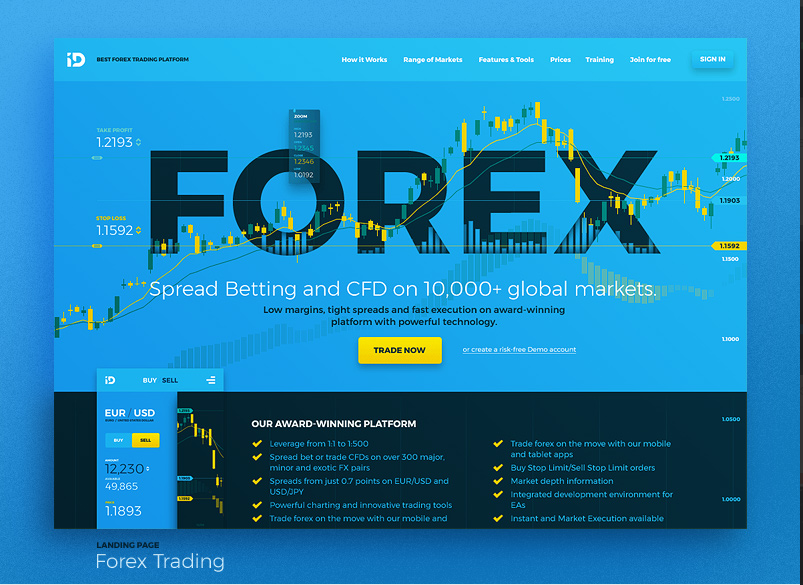 iD
BEST FOREX TRADING PLATFORM
How it Works
Range of Markets
Features & Tools
Prices
Training
Join for free
SIGN IN
1.2500
TAKE PROFIT
1.2193
ZOOM
1.2193
1.2345
1.2346
1.0192
1.2193
1.2000
1.1903
STOP LOSS
1.1592
1.1592
1.1500
FOREX
Spread Betting and CFD on 10,000+ global markets.
Low margins, tight spreads and fast execution on award-winning
platform with powerful technology.
1.1000
TRADE NOW
or create a risk-free Demo account
iD
BUY SELL
EUR / USD
BUY
SELL
AMOUNT
12,230
49,865
1.1893
OUR AWARD-WINNING PLATFORM
Leverage from 1:1 to 1:500
Spread bet or trade CFDs on over 300 major,
minor and exotic FX pairs
Spreads from just 0.7 points on EUR/USD and
USD/JPY
Powerful charting and innovative trading tools
Trade forex on the move with our mobile and
Trade forex on the move with our mobile
and tablet apps
Buy Stop Limit/Sell Stop Limit orders
Market depth information
Integrated development environment for
EAs
Instant and Market Execution available
1.0500
1.0000
LANDING PAGE
Forex Trading